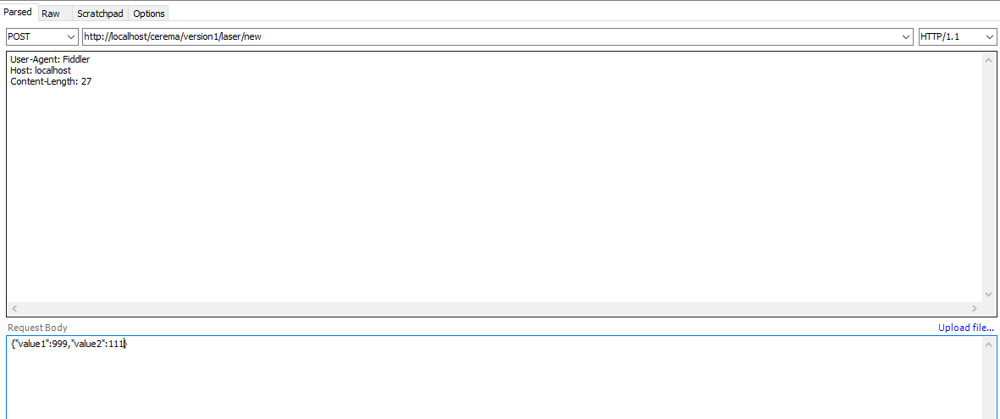 Parsed Raw Scratchpad Options
POST http://localhost/cerema/version1/laser/new HTTP/1.1
User-Agent: Fiddler
Host: localhost
Content-Length: 27
Request Body Upload file...
{"value1":999,"value2":111}